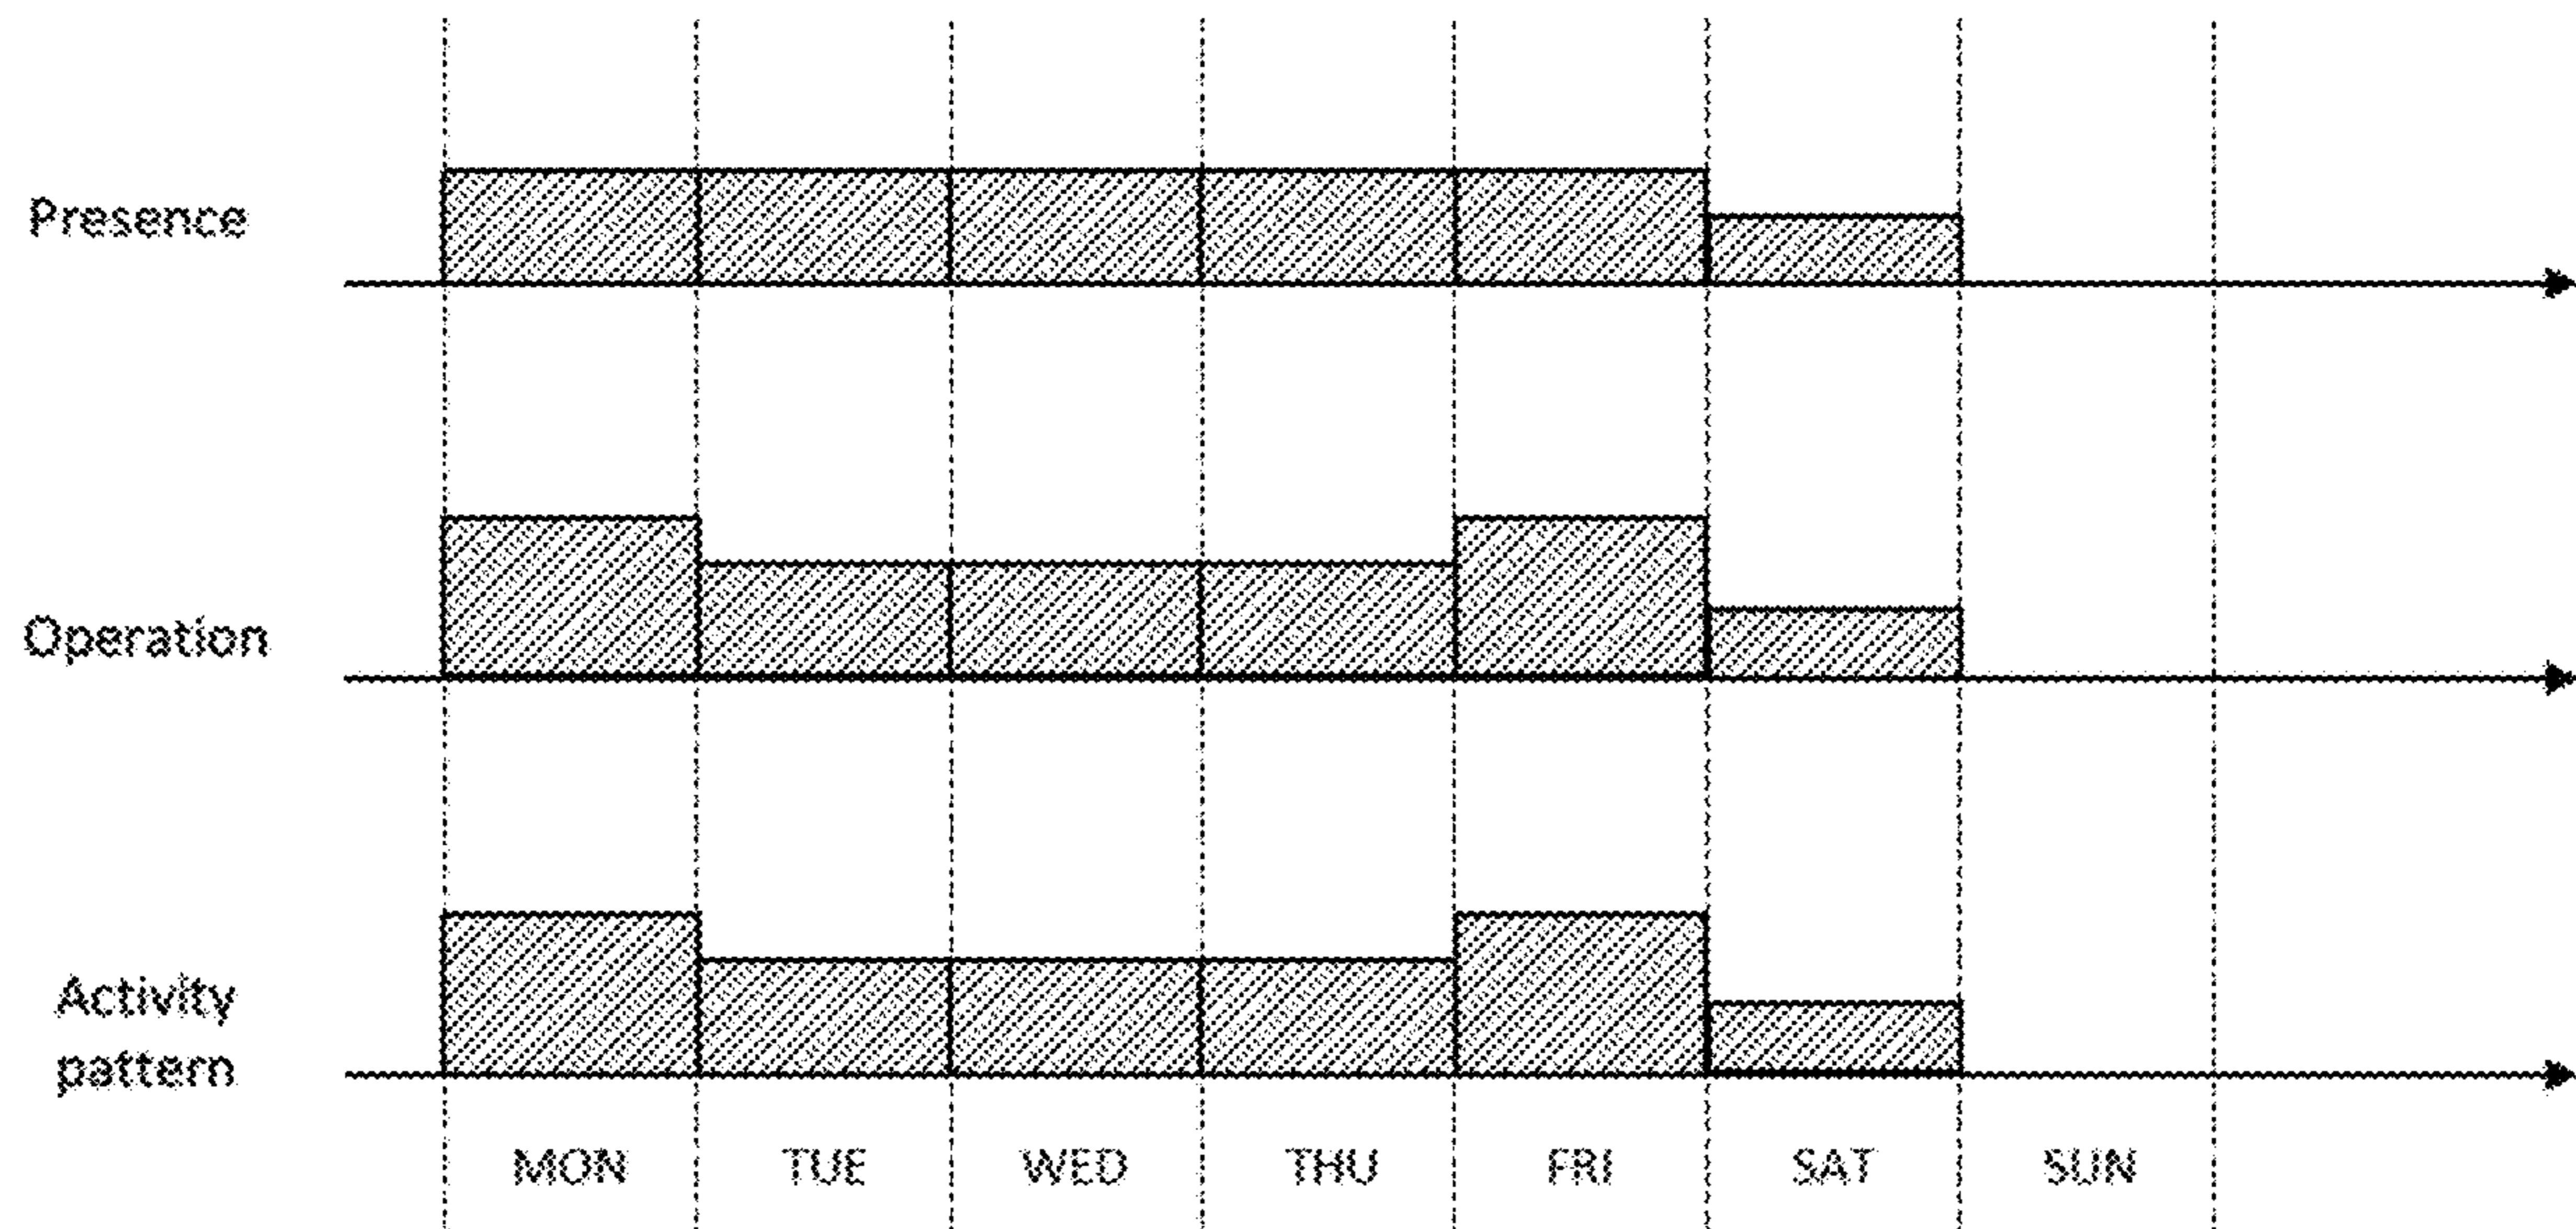 Presence
Operation
Activity
pattern
MON TUE WED THU FRI SAT SUN